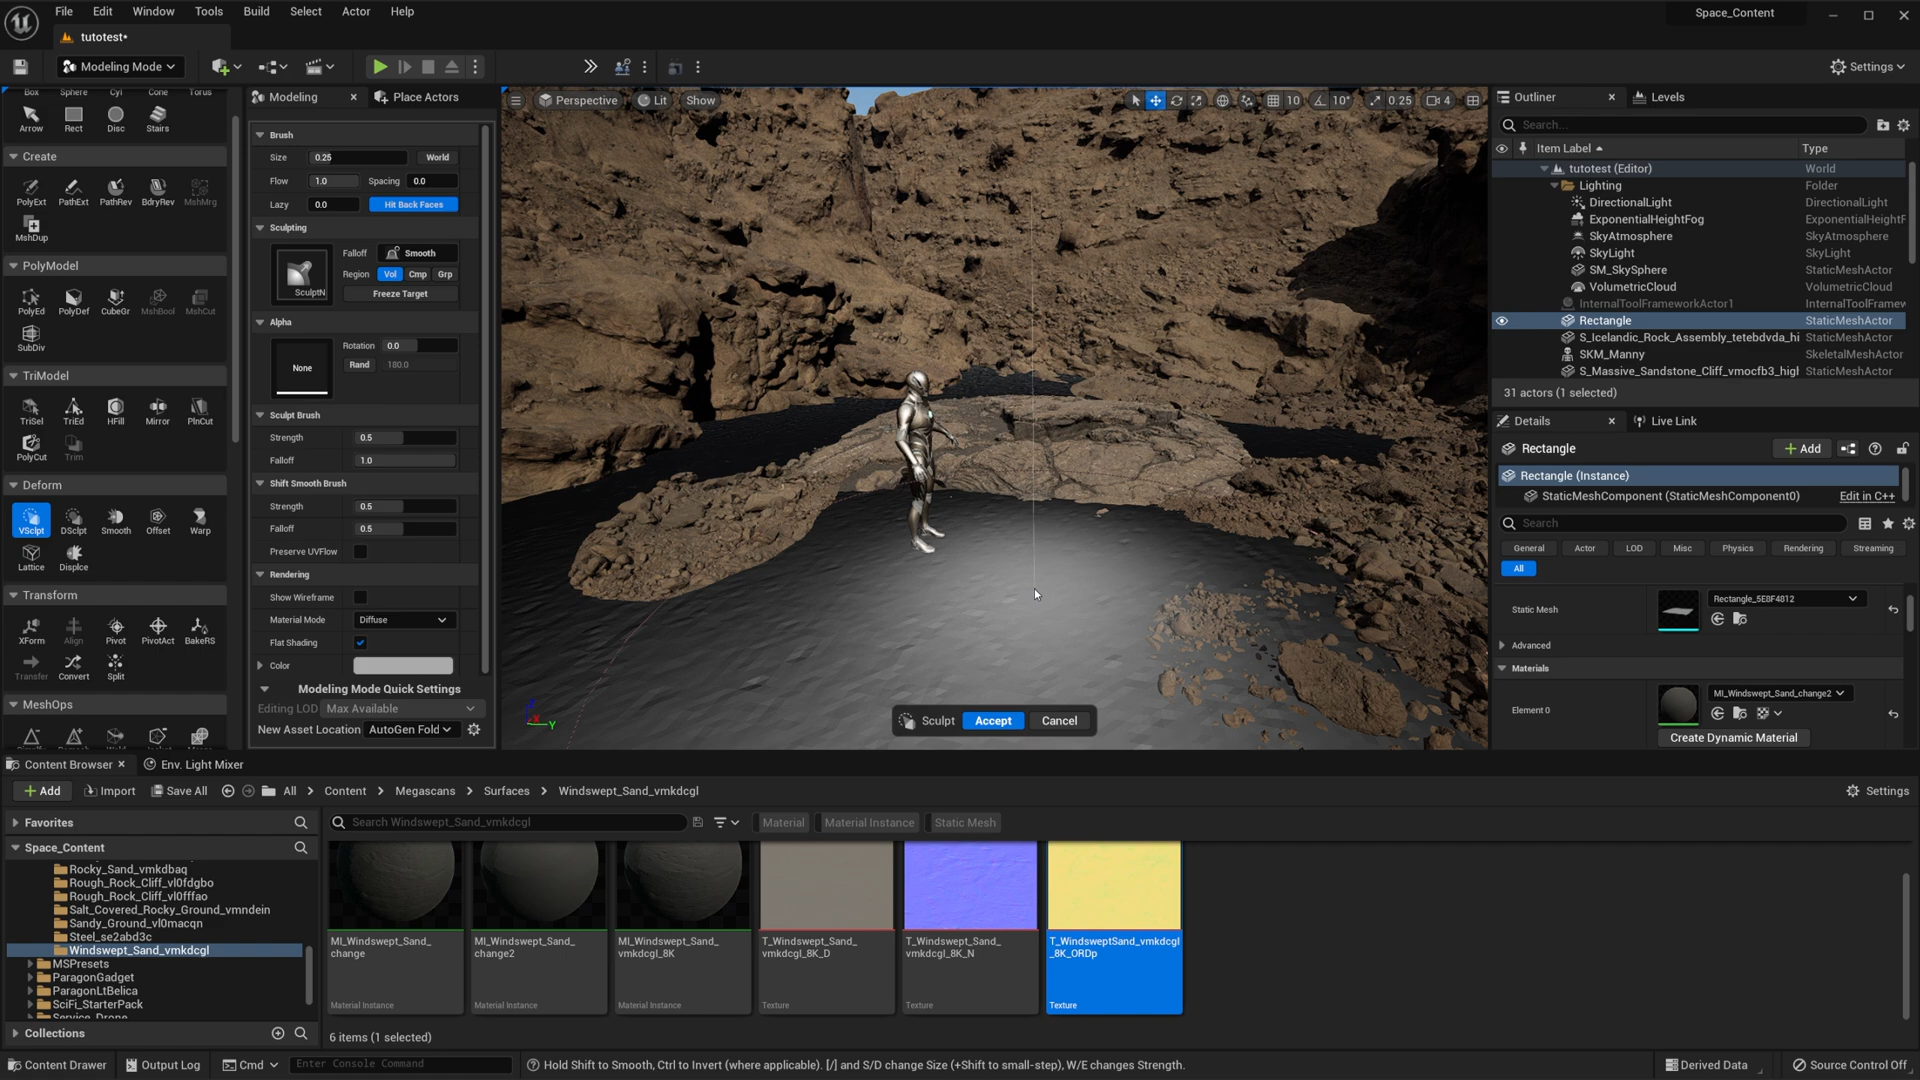 File Edit Window Tools Build Select Actor Help
Space_Content
tutotest*
Modeling Mode
Settings
Box Sphere Cyl Cone Torus
Arrow Rect Disc Stairs
Create
PolyExt PathExt PathRev BdryRev MshMrg
MshDup
PolyModel
PolyEd PolyDef CubeGr MshBool MshCut
SubDiv
TriModel
TriSel TriEd HFill Mirror PlnCut
PolyCut Trim
Deform
VSclpt DSclpt Smooth Offset Warp
Lattice Displce
Transform
XForm Align Pivot PivotAct BakeRS
Transfer Convert Split
MeshOps
Modeling Place Actors
Brush
Size 0.25 World
Flow 1.0 Spacing 0.0
Lazy 0.0 Hit Back Faces
Sculpting
SculptN
Falloff Smooth
Region Vol Cmp Grp
Freeze Target
Alpha
None
Rotation 0.0
Rand 180.0
Sculpt Brush
Strength 0.5
Falloff 1.0
Shift Smooth Brush
Strength 0.5
Falloff 0.5
Preserve UVFlow
Rendering
Show Wireframe
Material Mode Diffuse
Flat Shading
Color
Modeling Mode Quick Settings
Editing LOD Max Available
New Asset Location AutoGen Fold
Perspective Lit Show
10 10° 0.25 4
X Y
Sculpt Accept Cancel
Outliner Levels
Search...
Item Label Type
tutotest (Editor) World
Lighting Folder
DirectionalLight DirectionalLight
ExponentialHeightFog ExponentialHeightF
SkyAtmosphere SkyAtmosphere
SkyLight SkyLight
SM_SkySphere StaticMeshActor
VolumetricCloud VolumetricCloud
InternalToolFrameworkActor1 InternalToolFramew
Rectangle StaticMeshActor
S_Icelandic_Rock_Assembly_tetebdvda_hi StaticMeshActor
SKM_Manny SkeletalMeshActor
S_Massive_Sandstone_Cliff_vmocfb3_high StaticMeshActor
31 actors (1 selected)
Details Live Link
Rectangle
Add
Rectangle (Instance)
StaticMeshComponent (StaticMeshComponent0) Edit in C++
Search
General Actor LOD Misc Physics Rendering Streaming
All
Static Mesh Rectangle_5E8F4812
Advanced
Materials
Element 0 MI_Windswept_Sand_change2
Create Dynamic Material
Content Browser Env. Light Mixer
Add Import Save All All Content Megascans Surfaces Windswept_Sand_vmkdcgl
Settings
Favorites
Space_Content
Rocky_Sand_vmkdbaq
Rough_Rock_Cliff_vl0fdgbo
Rough_Rock_Cliff_vl0fffao
Salt_Covered_Rocky_Ground_vmndein
Sandy_Ground_vl0macqn
Steel_se2abd3c
Windswept_Sand_vmkdcgl
MSPresets
ParagonGadget
ParagonLtBelica
SciFi_StarterPack
Service_Drone
Collections
Search Windswept_Sand_vmkdcgl
Material Material Instance Static Mesh
MI_Windswept_Sand_
change
Material Instance
MI_Windswept_Sand_
change2
Material Instance
MI_Windswept_Sand_
vmkdcgl_8K
Material Instance
T_Windswept_Sand_
vmkdcgl_8K_D
Texture
T_Windswept_Sand_
vmkdcgl_8K_N
Texture
T_WindsweptSand_vmkdcgl
_8K_ORDp
Texture
6 items (1 selected)
Content Drawer Output Log Cmd Enter Console Command
Hold Shift to Smooth, Ctrl to Invert (where applicable). [/] and S/D change Size (+Shift to small-step), W/E changes Strength.
Derived Data Source Control Off